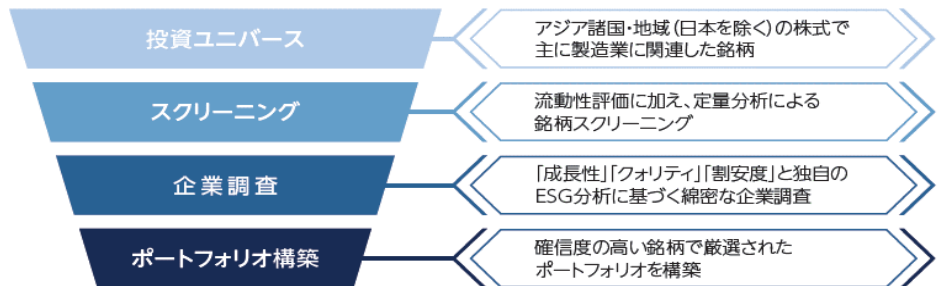 投資ユニバース
アジア諸国・地域(日本を除く)の株式で
主に製造業に関連した銘柄
スクリーニング
流動性評価に加え、定量分析による
銘柄スクリーニング
企業調査
「成長性」「クォリティ」「割安度」と独自の
ESG分析に基づく綿密な企業調査
ポートフォリオ構築
確信度の高い銘柄で厳選された
ポートフォリオを構築